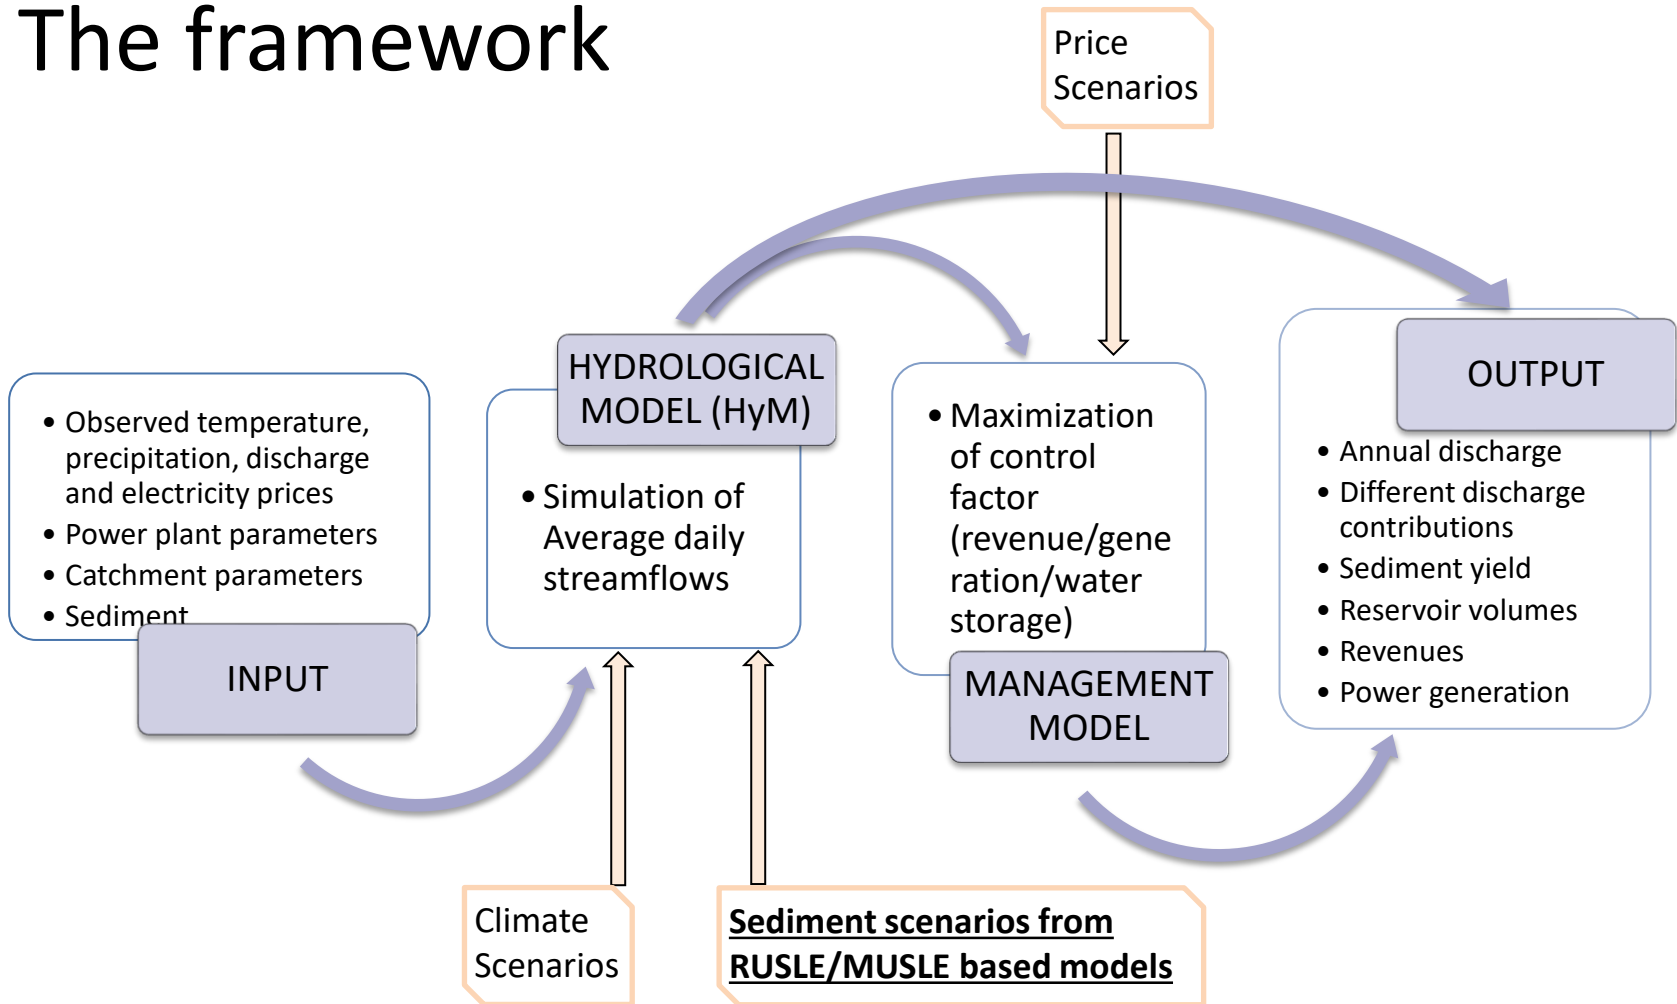 The framework
Price
Scenarios
• Observed temperature,
precipitation, discharge
and electricity prices
• Power plant parameters
• Catchment parameters
• Sediment
INPUT
HYDROLOGICAL
MODEL (HyM)
• Simulation of
Average daily
streamflows
• Maximization
of control
factor
(revenue/gene
ration/water
storage)
MANAGEMENT
MODEL
OUTPUT
• Annual discharge
• Different discharge
contributions
• Sediment yield
• Reservoir volumes
• Revenues
• Power generation
Climate
Scenarios
Sediment scenarios from
RUSLE/MUSLE based models